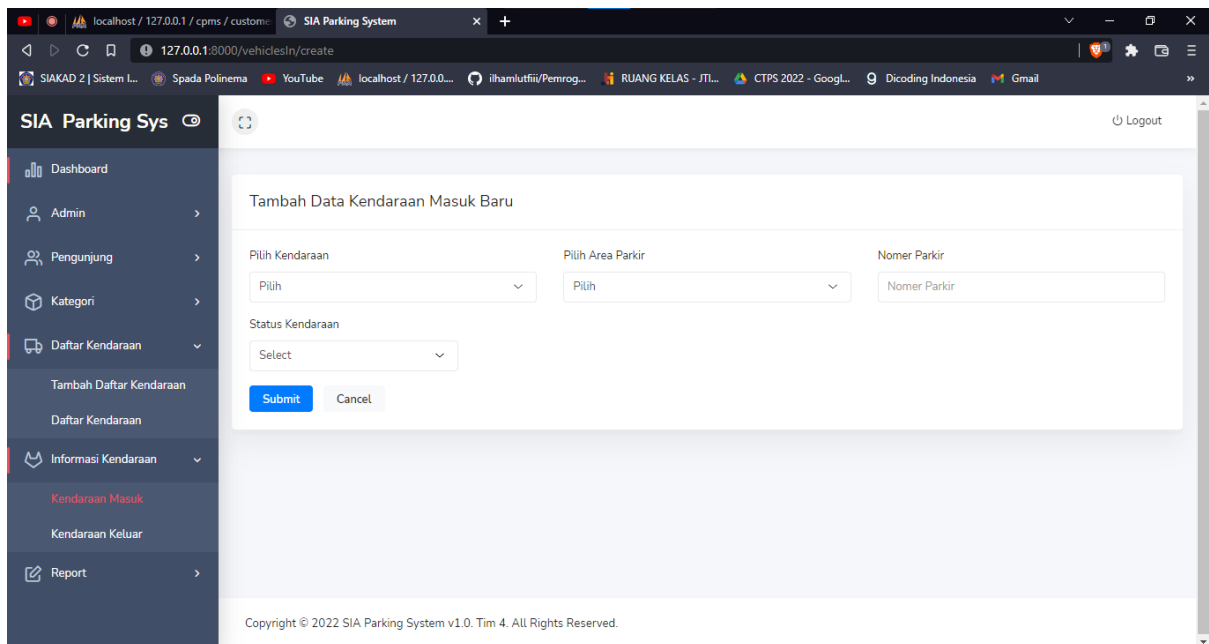 localhost / 127.0.0.1 / cpms / custome
SIA Parking System
127.0.0.1:8000/vehiclesIn/create
1
SIAKAD 2 | Sistem I...
Spada Polinema
YouTube
localhost / 127.0.0....
ilhamlutfiii/Pemrog...
RUANG KELAS - JTI...
CTPS 2022 - Googl...
Dicoding Indonesia
Gmail
SIA Parking Sys
Logout
Dashboard
Admin
Pengunjung
Kategori
Daftar Kendaraan
Tambah Daftar Kendaraan
Daftar Kendaraan
Informasi Kendaraan
Kendaraan Masuk
Kendaraan Keluar
Report
Tambah Data Kendaraan Masuk Baru
Pilih Kendaraan
Pilih Area Parkir
Nomer Parkir
Pilih
Pilih
Nomer Parkir
Status Kendaraan
Select
Submit
Cancel
Copyright © 2022 SIA Parking System v1.0. Tim 4. All Rights Reserved.